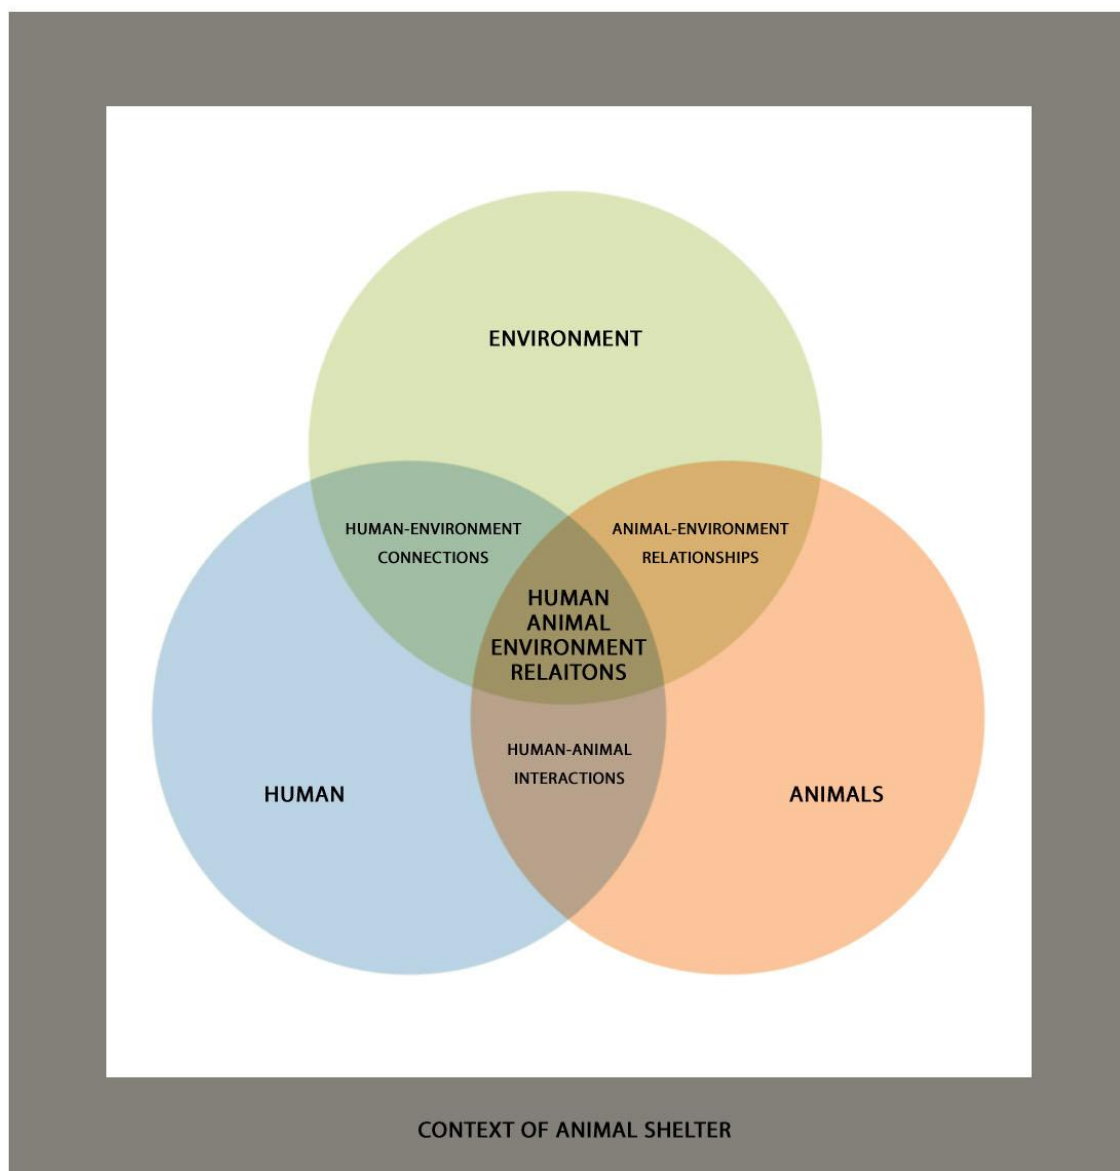 ENVIRONMENT
HUMAN-ENVIRONMENT
CONNECTIONS
ANIMAL-ENVIRONMENT
RELATIONSHIPS
HUMAN
ANIMAL
ENVIRONMENT
RELAITONS
HUMAN-ANIMAL
INTERACTIONS
HUMAN
ANIMALS
CONTEXT OF ANIMAL SHELTER